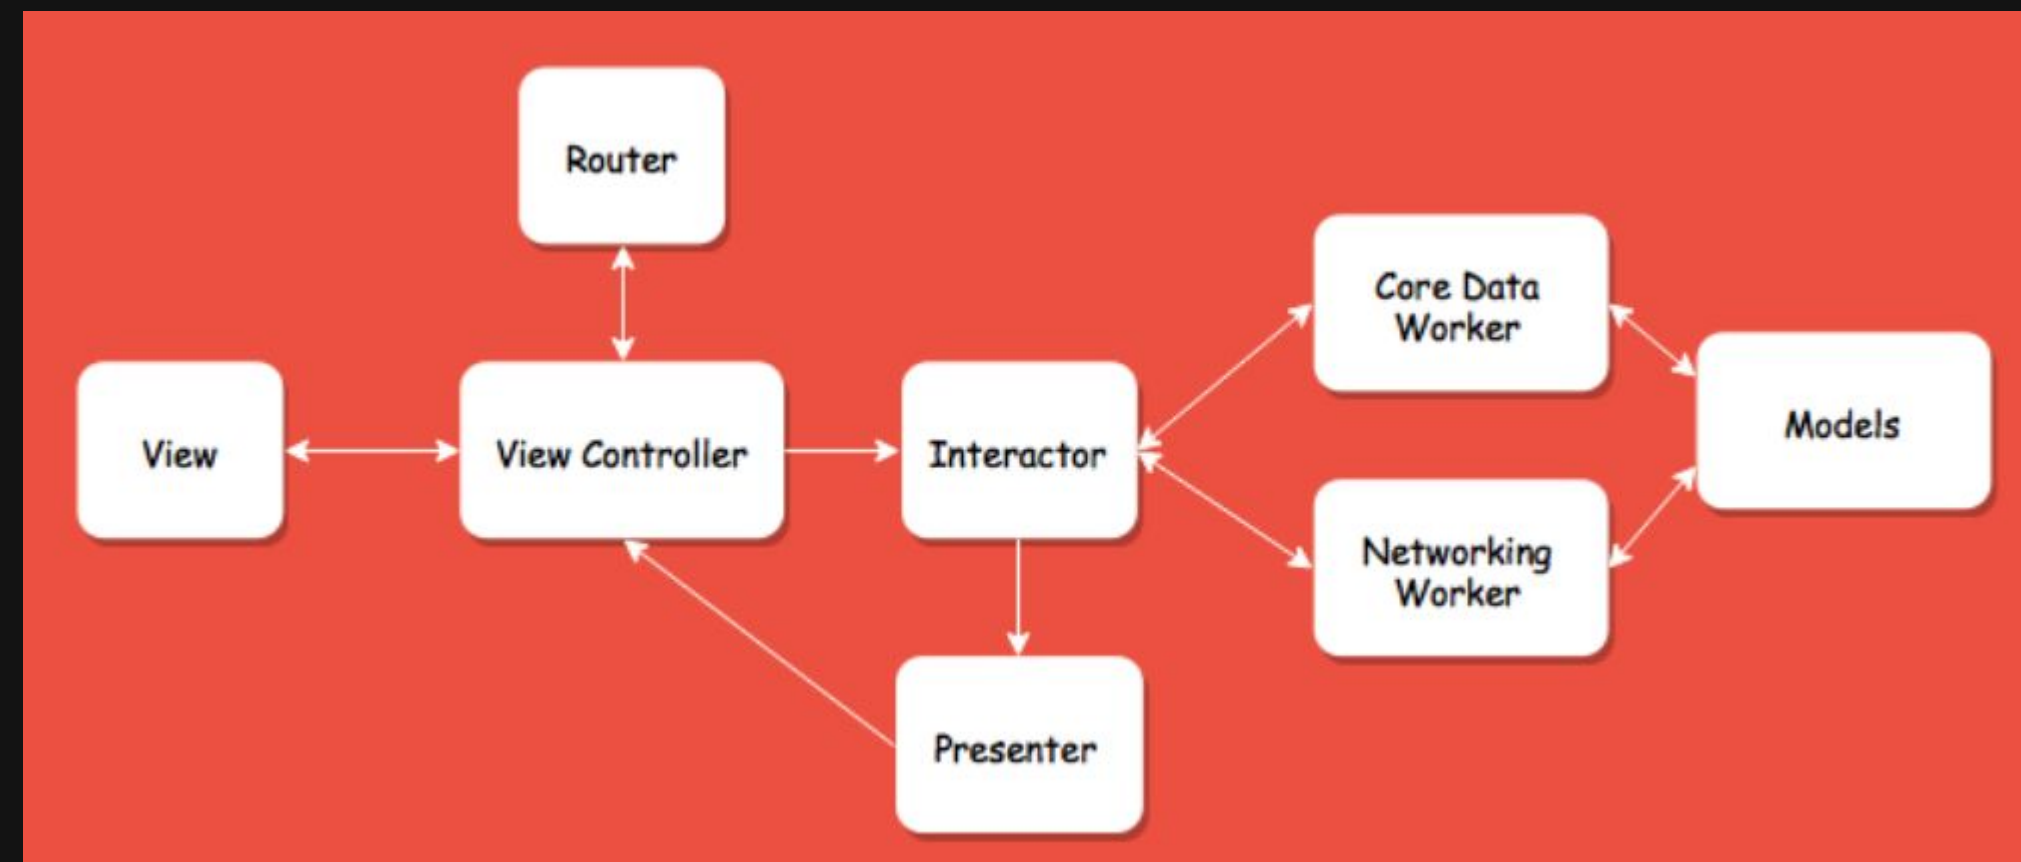 Router
Core Data
Worker
Models
View
View Controller
Interactor
Networking
Worker
Presenter